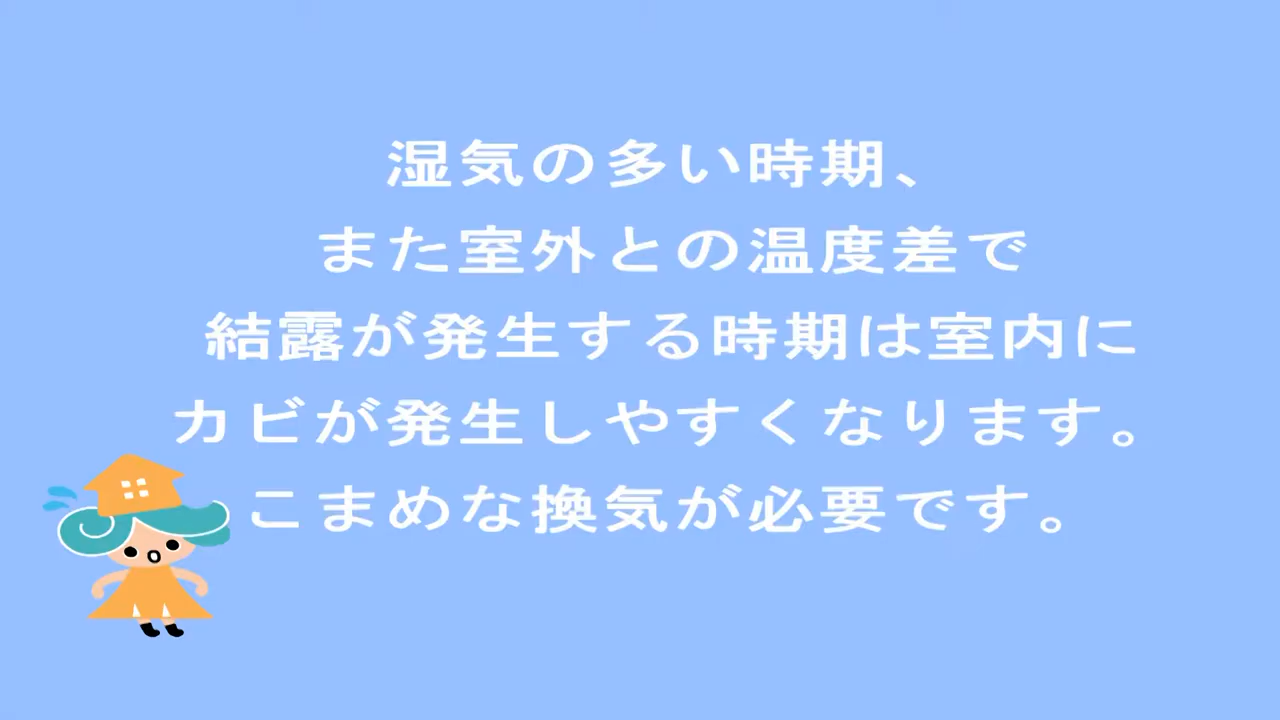 湿気の多い時期、
また室外との温度差で
結露が発生する時期は室内に
カビが発生しやすくなります。
こまめな換気が必要です。